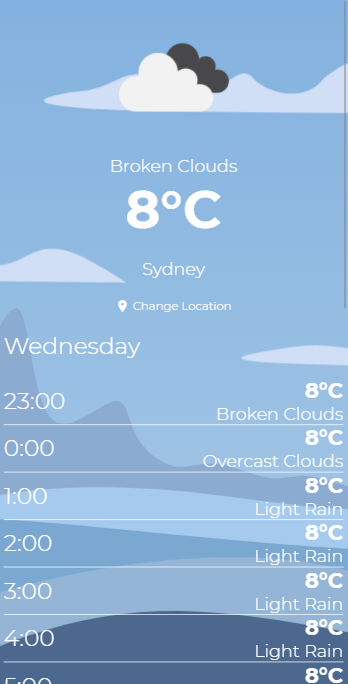 Broken Clouds
8°C
Sydney
Change Location
Wednesday
23:00
8°C
Broken Clouds
0:00
8°C
Overcast Clouds
1:00
8°C
Light Rain
2:00
8°C
Light Rain
3:00
8°C
Light Rain
4:00
8°C
Light Rain
5:00
8°C